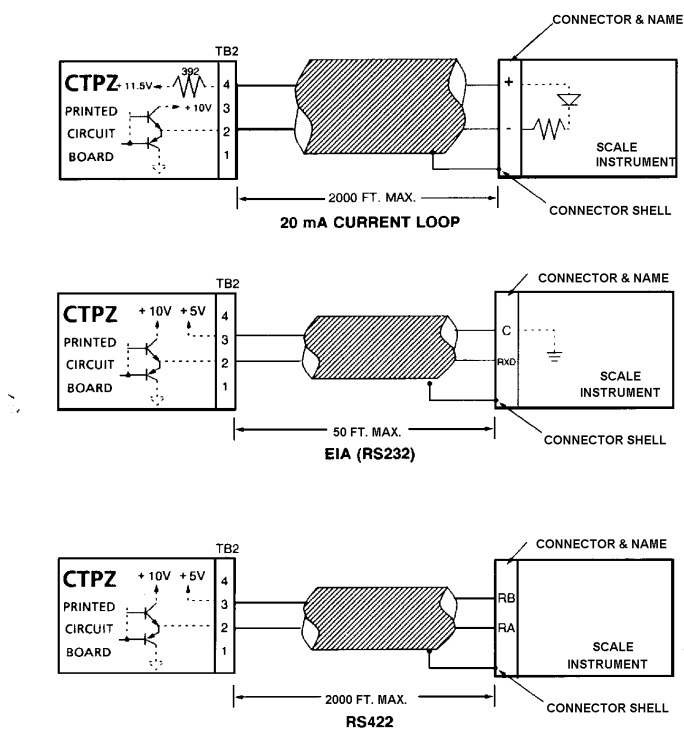 CONNECTOR & NAME
TB2
CTPZ
392
+11.5V
4
+
PRINTED
+10V
3
CIRCUIT
2
-
BOARD
1
SCALE
INSTRUMENT
2000 FT. MAX.
CONNECTOR SHELL
20 mA CURRENT LOOP
CONNECTOR & NAME
TB2
CTPZ
+10V +5V
4
PRINTED
3
C
CIRCUIT
2
RXD
BOARD
1
SCALE
INSTRUMENT
50 FT. MAX.
CONNECTOR SHELL
EIA (RS232)
CONNECTOR & NAME
TB2
CTPZ
+10V +5V
4
PRINTED
3
RB
CIRCUIT
2
RA
BOARD
1
SCALE
INSTRUMENT
2000 FT. MAX.
CONNECTOR SHELL
RS422